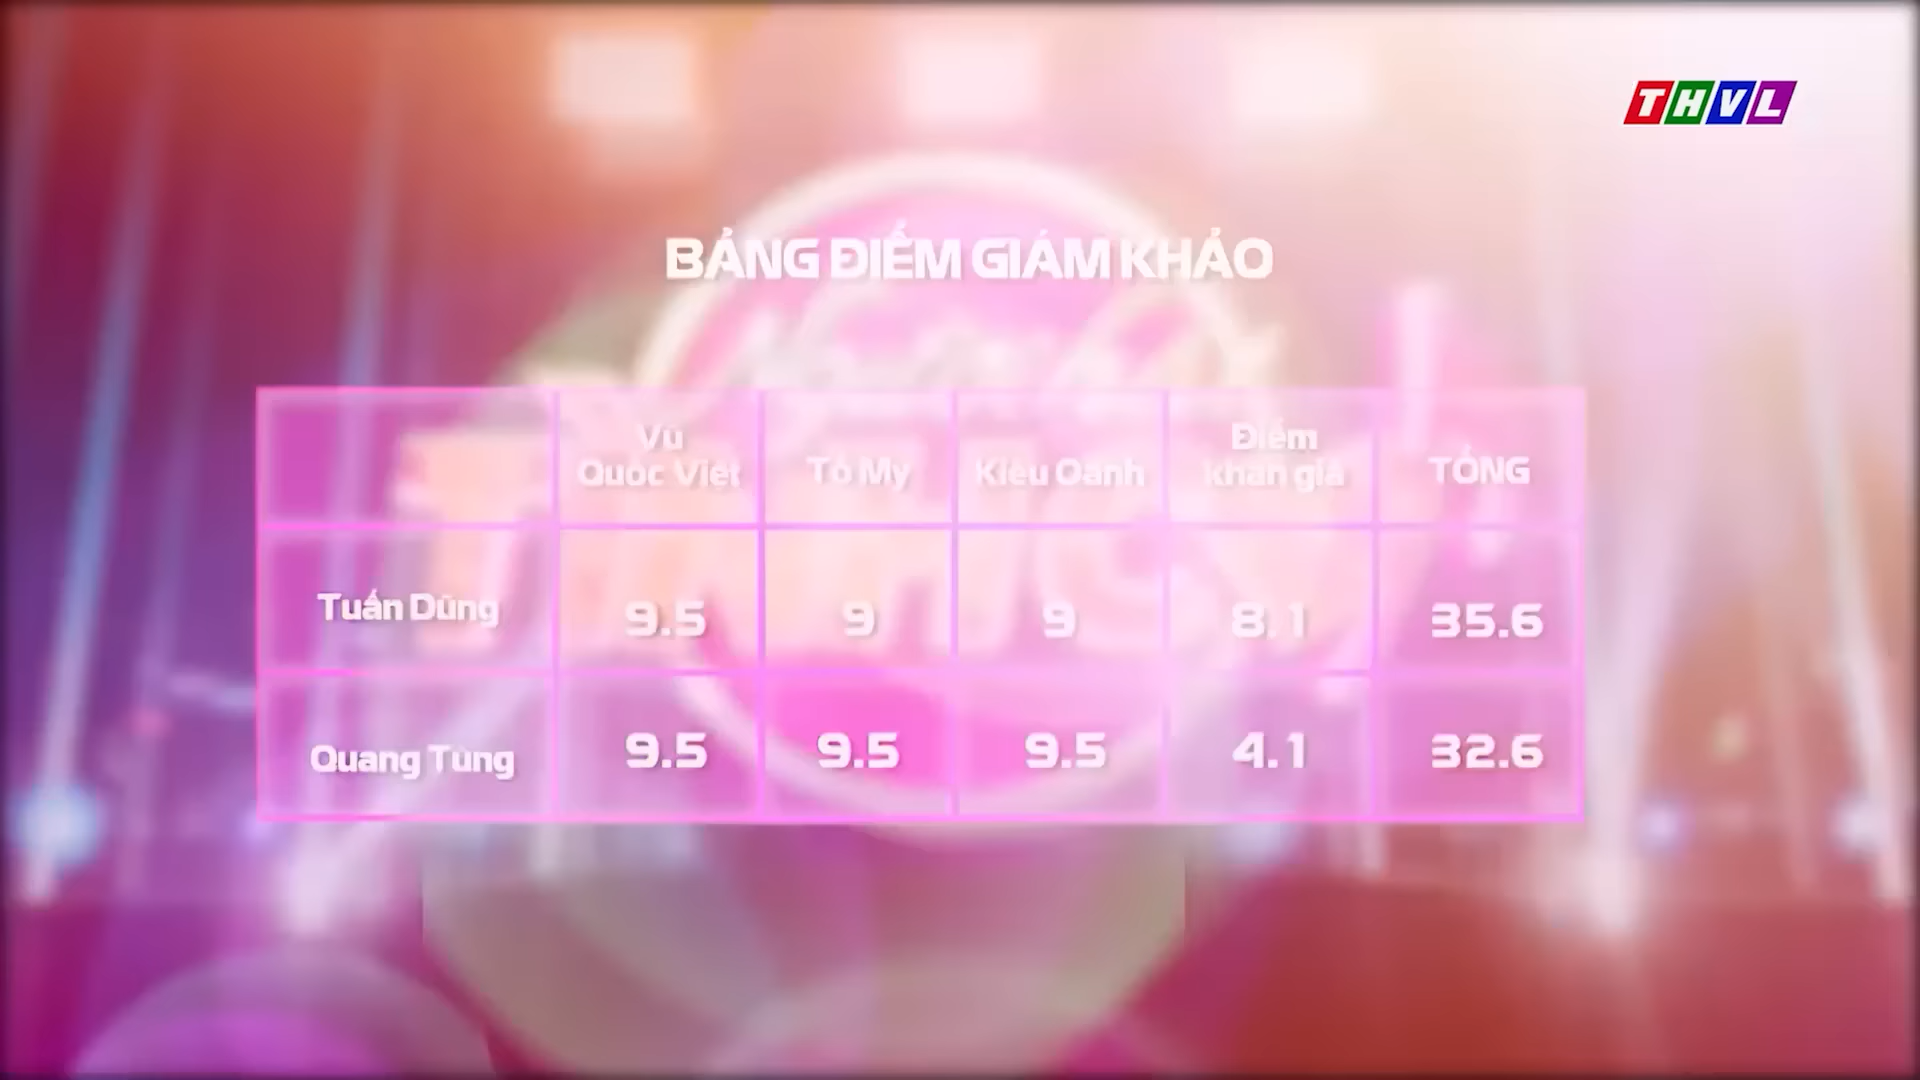 THVL
BẢNG ĐIỂM GIÁM KHẢO
Vũ
Quốc Việt
Tố My
Kiều Oanh
Điểm
khán giả
TỔNG
Tuấn Dũng
9.5
9
9
8.1
35.6
Quang Tùng
9.5
9.5
9.5
4.1
32.6